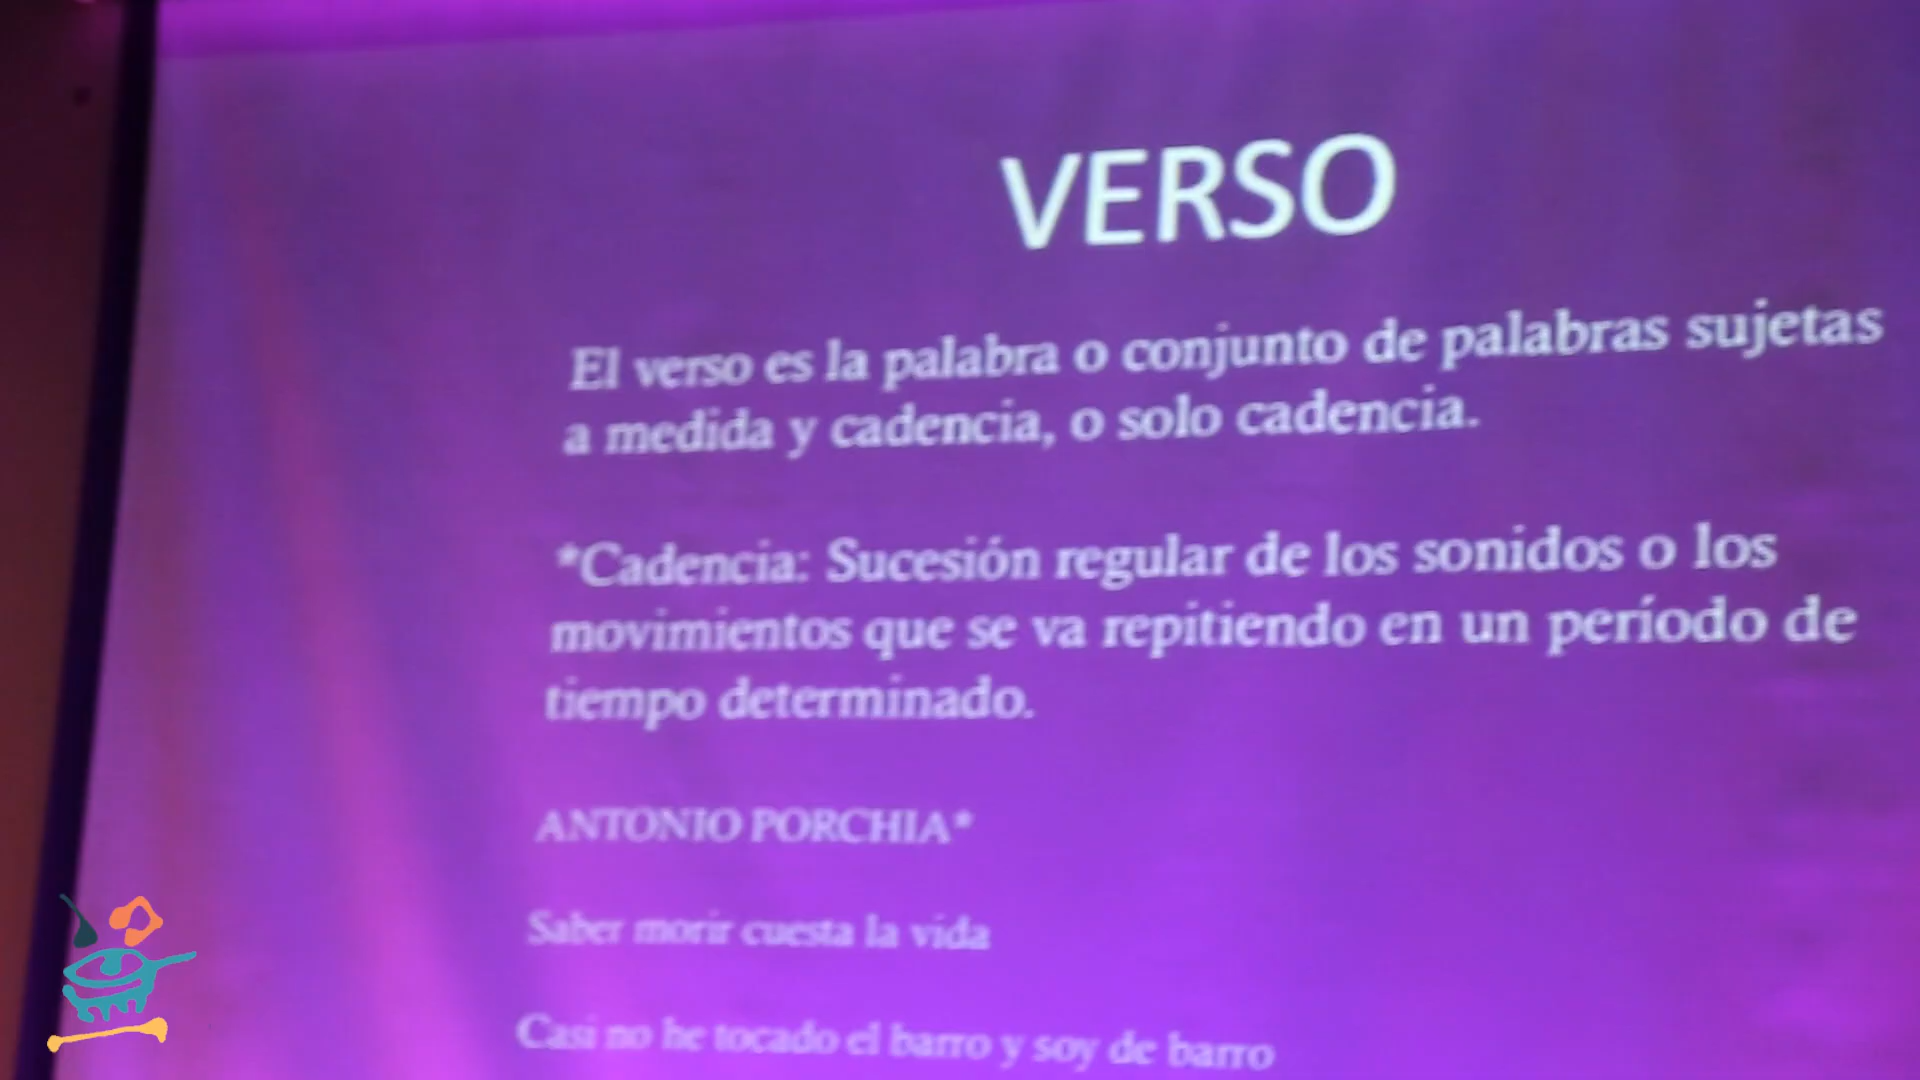 VERSO
El verso es la palabra o conjunto de palabras sujetas
a medida y cadencia, o solo cadencia.
*Cadencia: Sucesión regular de los sonidos o los
movimientos que se va repitiendo en un período de
tiempo determinado.
ANTONIO PORCHIA*
Saber morir cuesta la vida
Casi no he tocado el barro y soy de barro